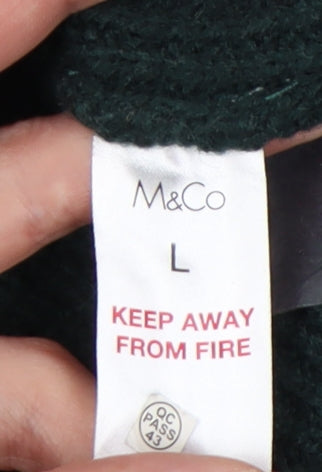 M&Co
L
KEEP AWAY
FROM FIRE
QC
PASS
43